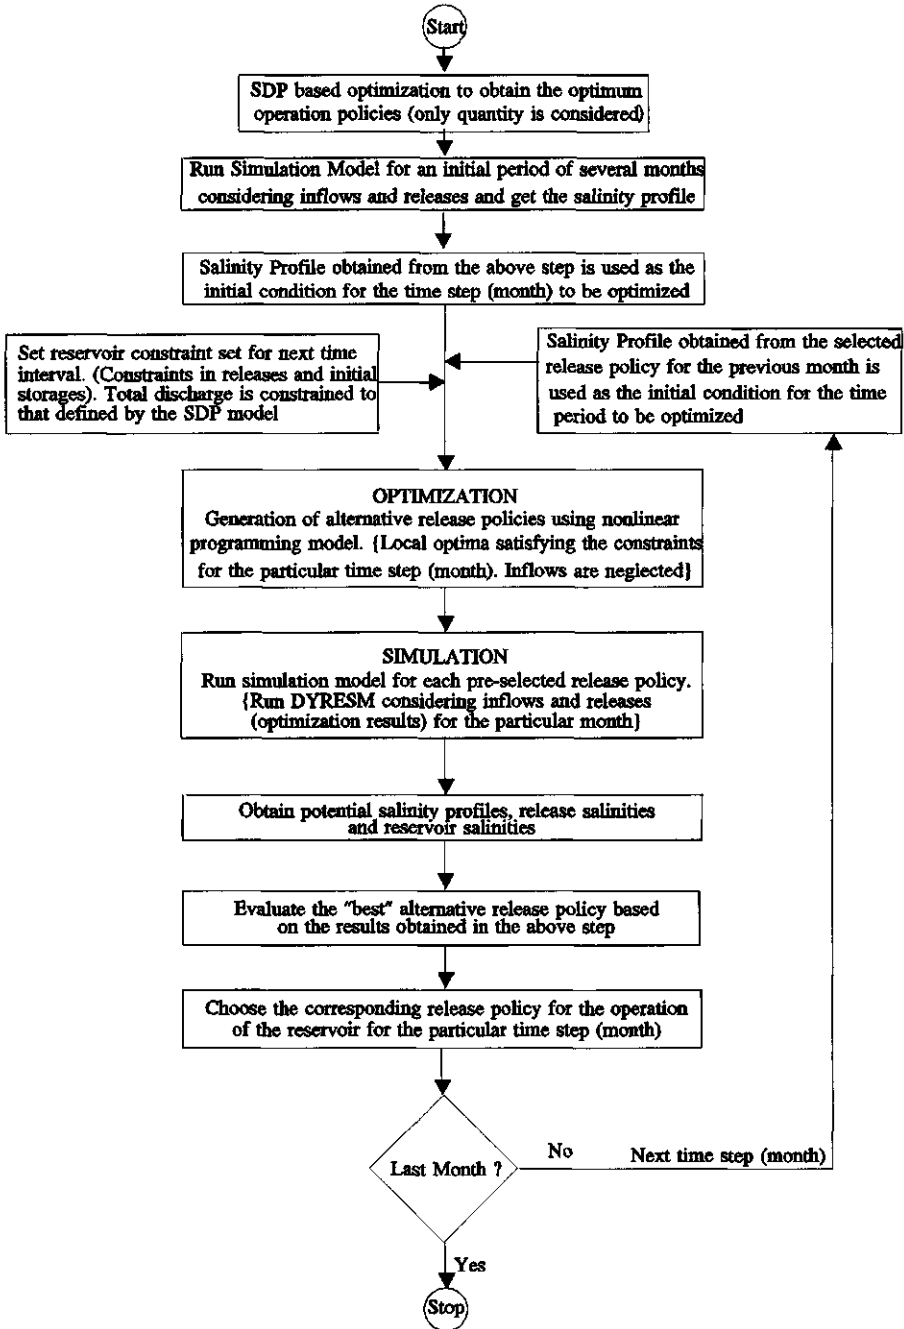 Start
SDP based optimization to obtain the optimum
operation policies (only quantity is considered)
Run Simulation Model for an initial period of several months
considering inflows and releases and get the salinity profile
Salinity Profile obtained from the above step is used as the
initial condition for the time step (month) to be optimized
Set reservoir constraint set for next time
interval. (Constraints in releases and initial
storages). Total discharge is constrained to
that defined by the SDP model
Salinity Profile obtained from the selected
release policy for the previous month is
used as the initial condition for the time
period to be optimized
OPTIMIZATION
Generation of alternative release policies using nonlinear
programming model. {Local optima satisfying the constraints
for the particular time step (month). Inflows are neglected}
SIMULATION
Run simulation model for each pre-selected release policy.
{Run DYRESM considering inflows and releases
(optimization results) for the particular month}
Obtain potential salinity profiles, release salinities
and reservoir salinities
Evaluate the "best" alternative release policy based
on the results obtained in the above step
Choose the corresponding release policy for the operation
of the reservoir for the particular time step (month)
Last Month ?
No
Next time step (month)
Yes
Stop